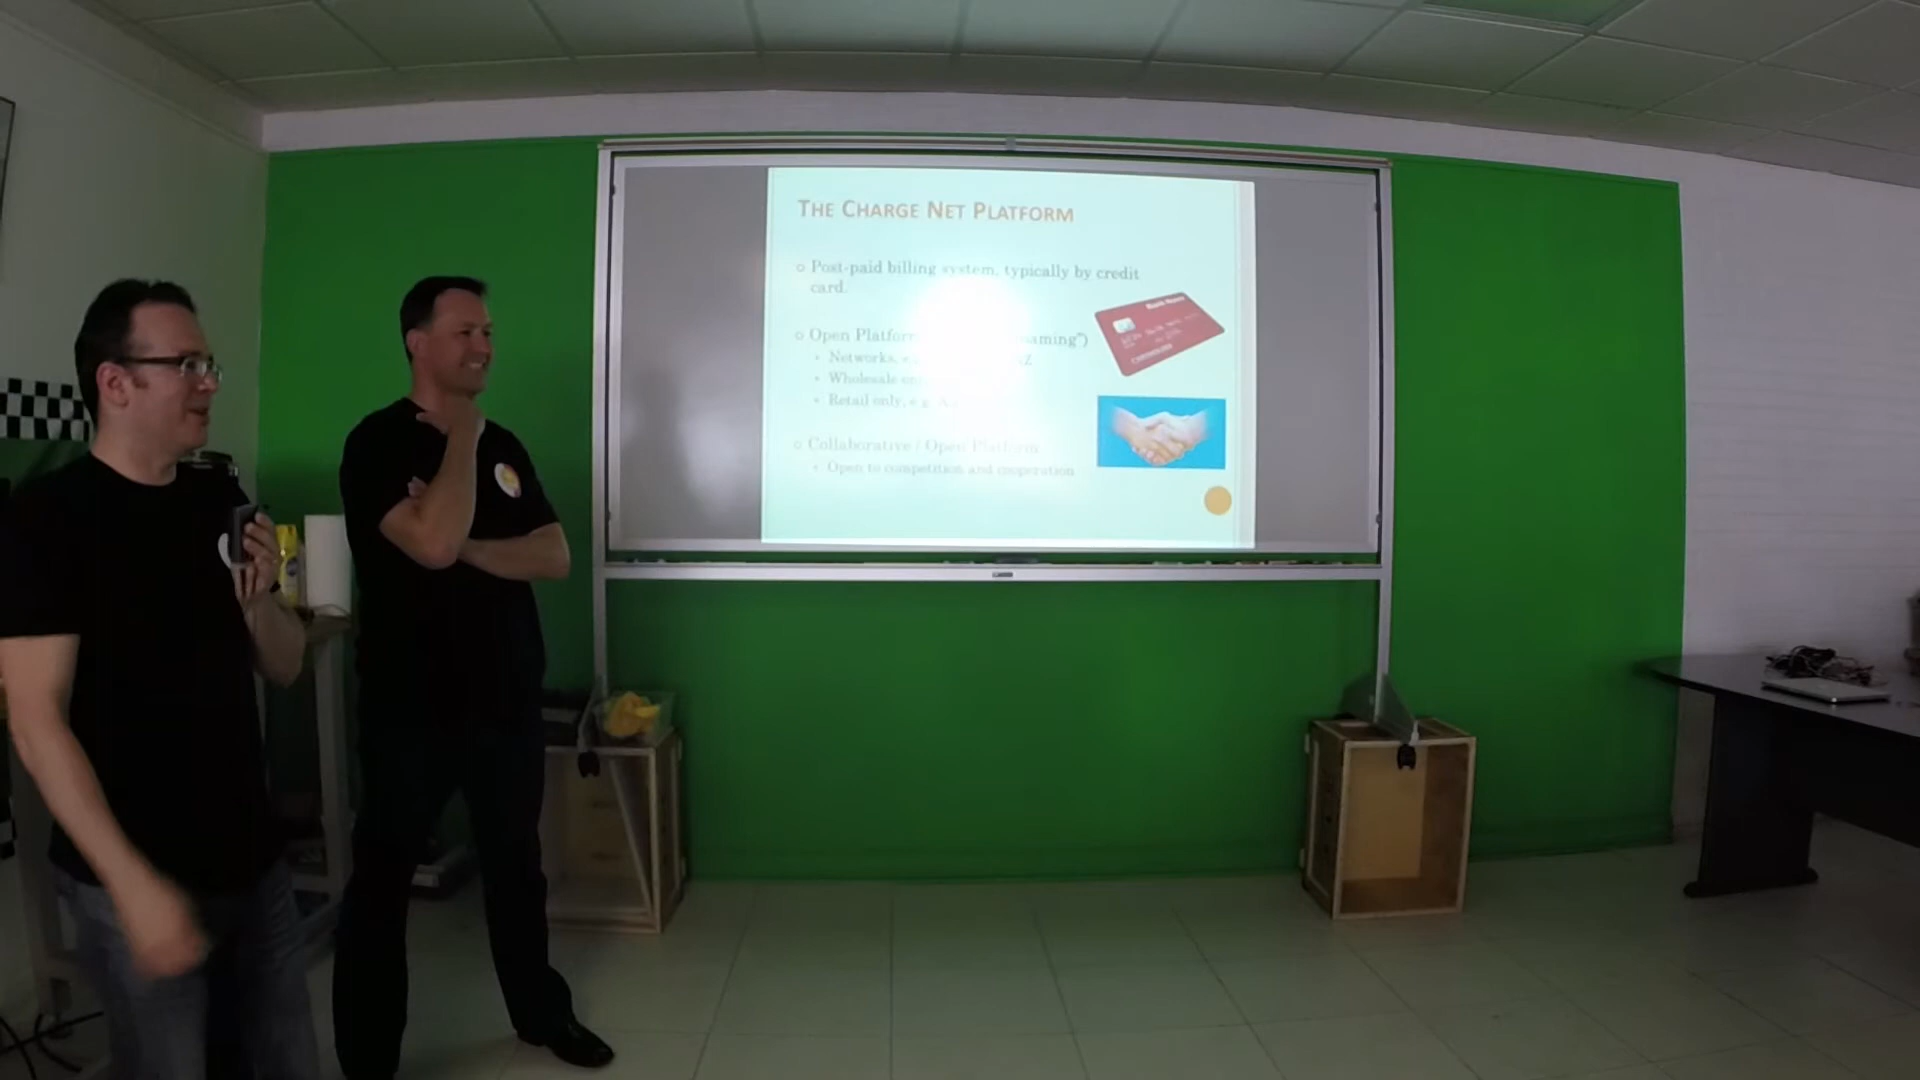 THE CHARGE NET PLATFORM
Post-paid billing system, typically by credit
card.
Open Platform
Networks,
Wholesale
Retail only, e.g.
Collaborative / Open Platform
Open to competition and cooperation